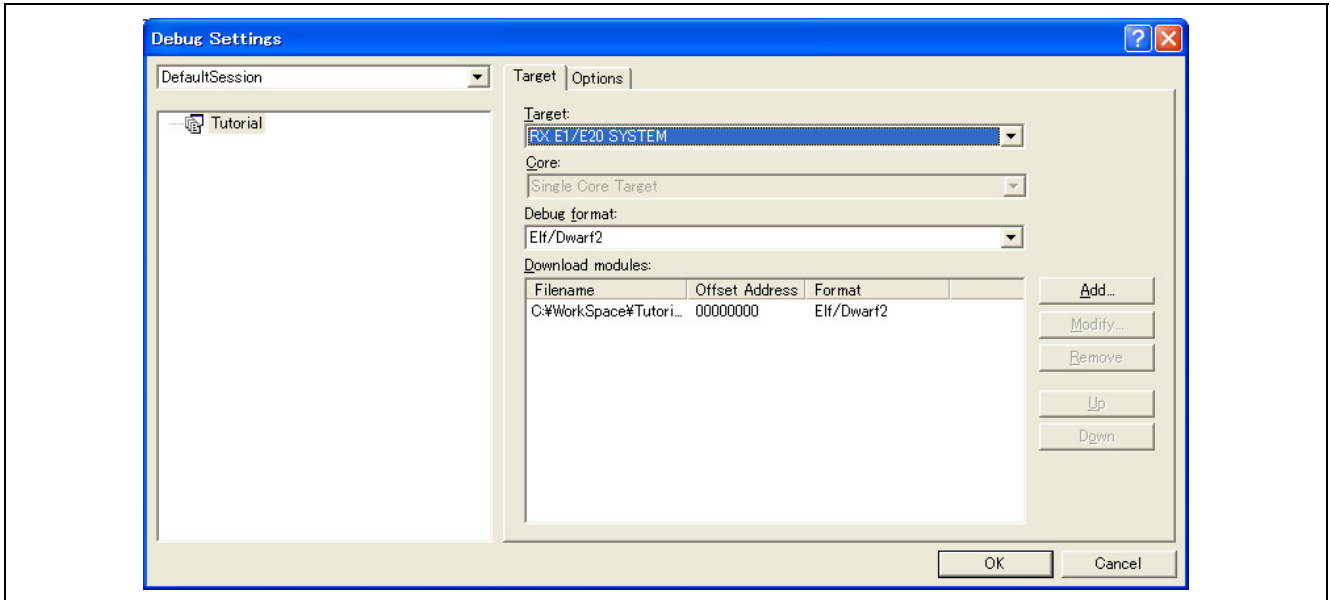 Debug Settings
DefaultSession
Tutorial
Target
Options
Target:
RX E1/E20 SYSTEM
Core:
Single Core Target
Debug format:
Elf/Dwarf2
Download modules:
Filename Offset Address Format
C:¥WorkSpace¥Tutori... 00000000 Elf/Dwarf2
Add...
Modify...
Remove
Up
Down
OK
Cancel